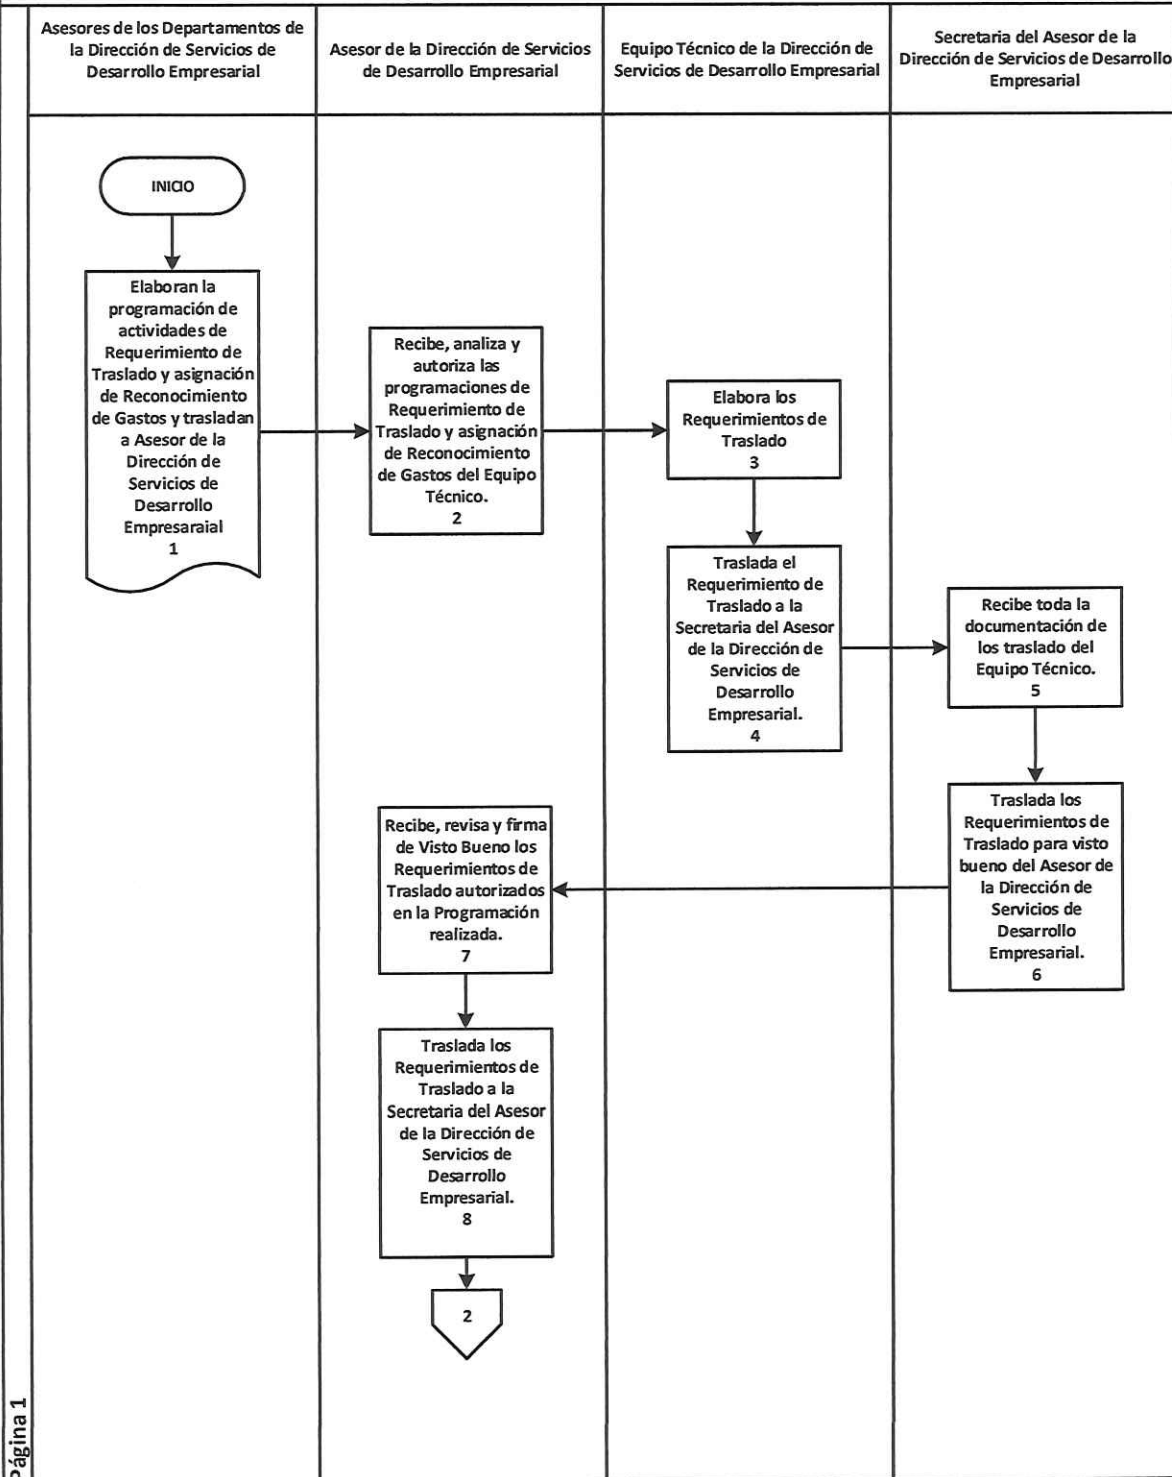 Asesores de los Departamentos de
la Dirección de Servicios de
Desarrollo Empresarial
Asesor de la Dirección de Servicios
de Desarrollo Empresarial
Equipo Técnico de la Dirección de
Servicios de Desarrollo Empresarial
Secretaria del Asesor de la
Dirección de Servicios de Desarrollo
Empresarial
INICIO
Elaboran la
programación de
actividades de
Requerimiento de
Traslado y asignación
de Reconocimiento
de Gastos y trasladan
a Asesor de la
Dirección de
Servicios de
Desarrollo
Empresaraial
1
Recibe, analiza y
autoriza las
programaciones de
Requerimiento de
Traslado y asignación
de Reconocimiento
de Gastos del Equipo
Técnico.
2
Elabora los
Requerimientos de
Traslado
3
Traslada el
Requerimiento de
Traslado a la
Secretaria del Asesor
de la Dirección de
Servicios de
Desarrollo
Empresarial.
4
Recibe toda la
documentación de
los traslado del
Equipo Técnico.
5
Traslada los
Requerimientos de
Traslado para visto
bueno del Asesor de
la Dirección de
Servicios de
Desarrollo
Empresarial.
6
Recibe, revisa y firma
de Visto Bueno los
Requerimientos de
Traslado autorizados
en la Programación
realizada.
7
Traslada los
Requerimientos de
Traslado a la
Secretaria del Asesor
de la Dirección de
Servicios de
Desarrollo
Empresarial.
8
2
Página 1